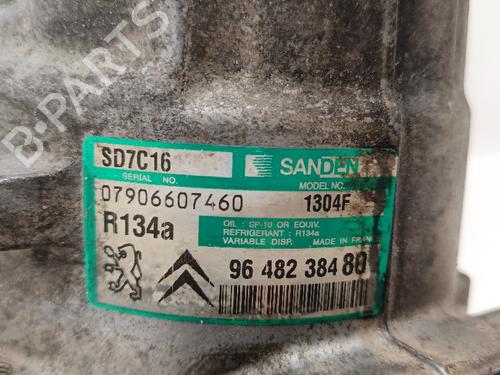 B-PARTS
SD7C16
SANDEN
SERIAL NO.
MODEL NO.
07906607460
1304F
R134a
OIL : SP-10 OR EQUIV.
REFRIGERANT : R134a
VARIABLE DISP. MADE IN FRANCE
96 482 384 80